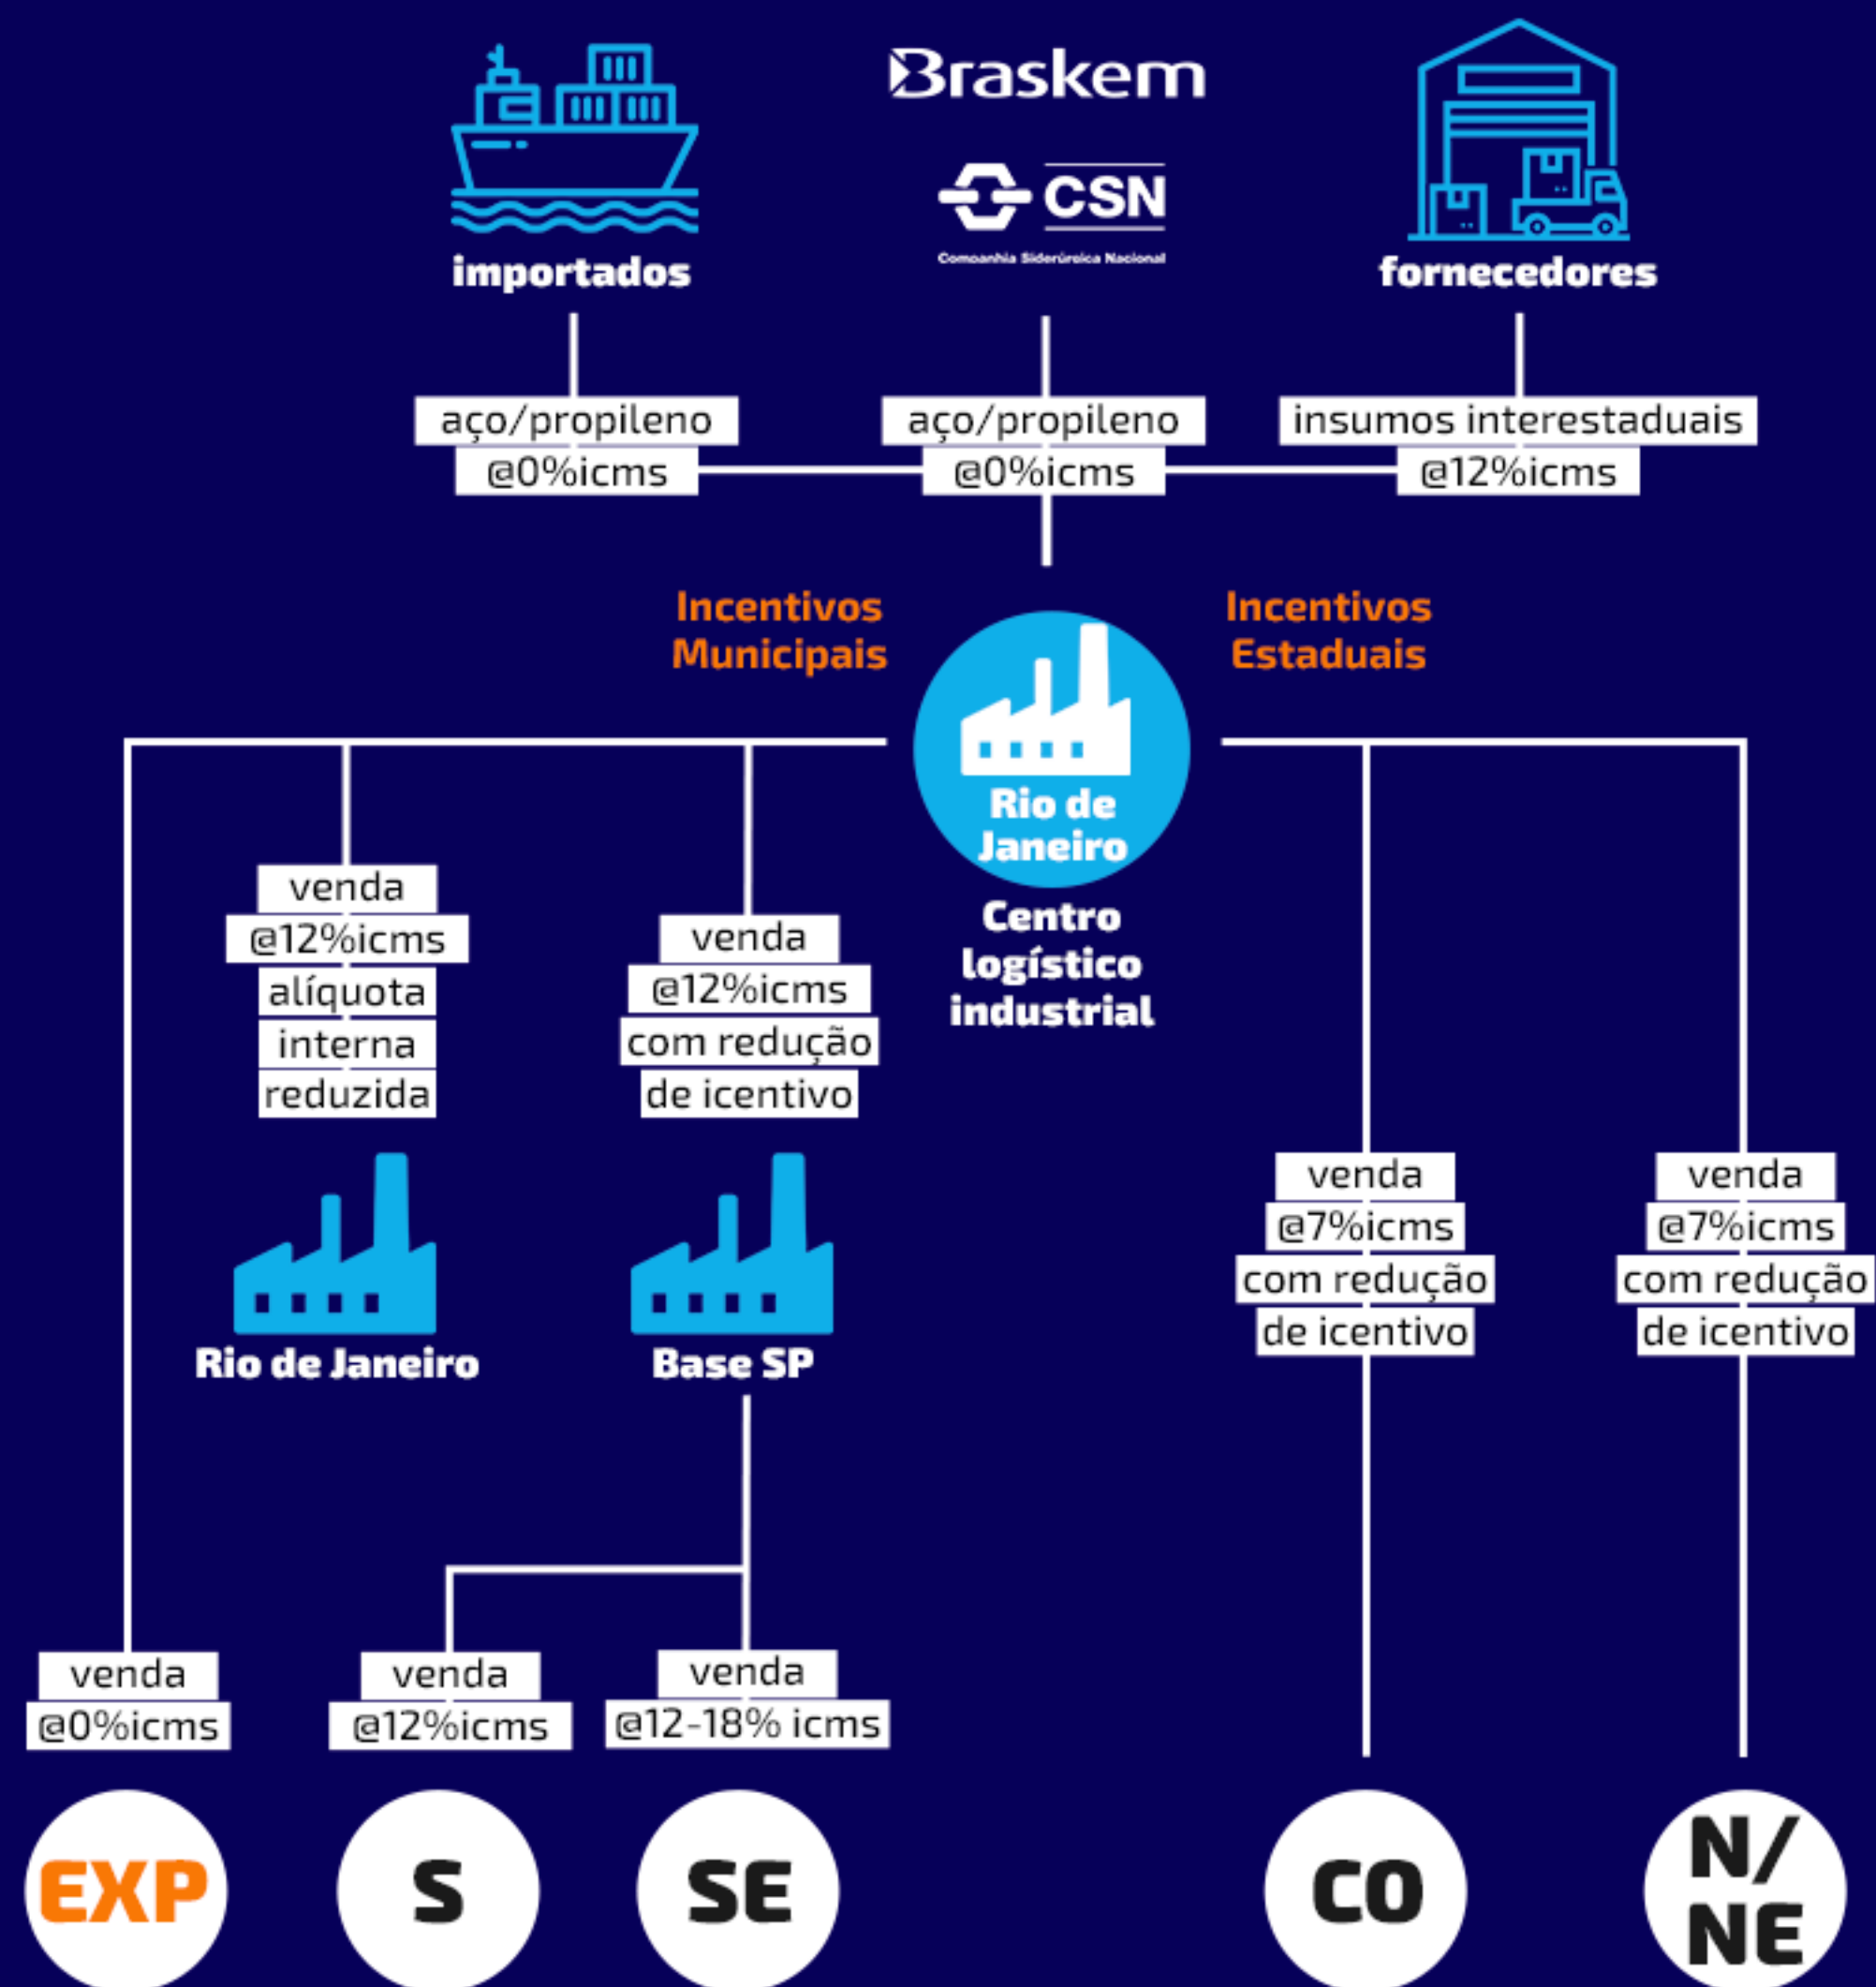 Braskem
CSN
Companhia Siderúrgica Nacional
importados
fornecedores
aço/propileno
@0%icms
aço/propileno
@0%icms
insumos interestaduais
@12%icms
Incentivos
Municipais
Incentivos
Estaduais
Rio de
Janeiro
Centro
logístico
industrial
venda
@12%icms
alíquota
interna
reduzida
Rio de Janeiro
venda
@12%icms
com redução
de icentivo
Base SP
venda
@7%icms
com redução
de icentivo
venda
@7%icms
com redução
de icentivo
venda
@0%icms
venda
@12%icms
venda
@12-18% icms
EXP
S
SE
CO
N/
NE